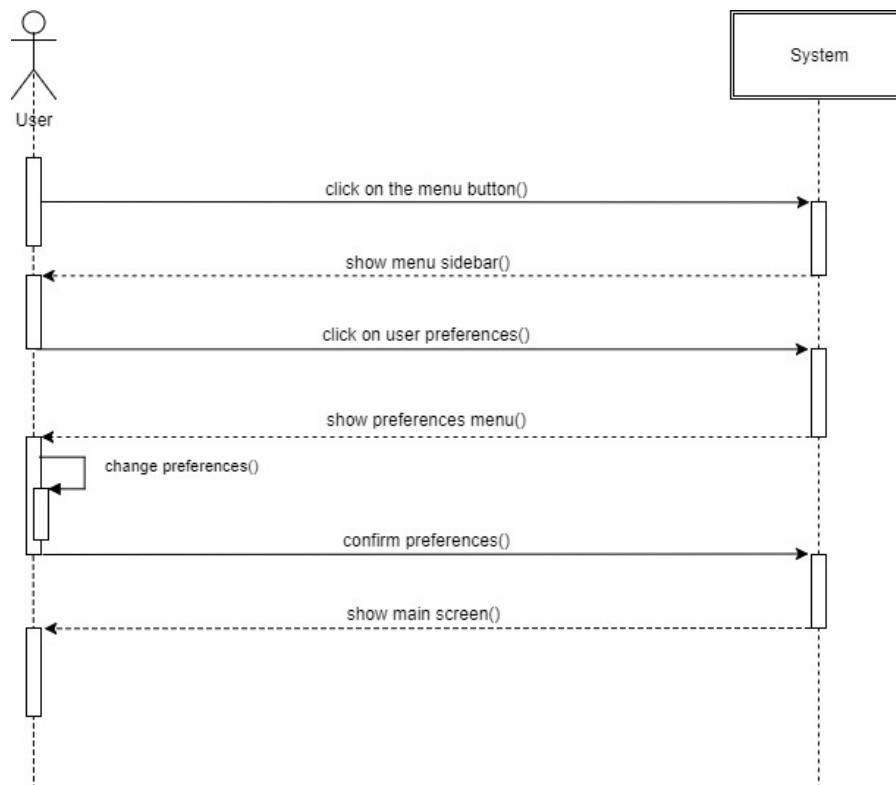 System
User
click on the menu button()
show menu sidebar()
click on user preferences()
show preferences menu()
change preferences()
confirm preferences()
show main screen()